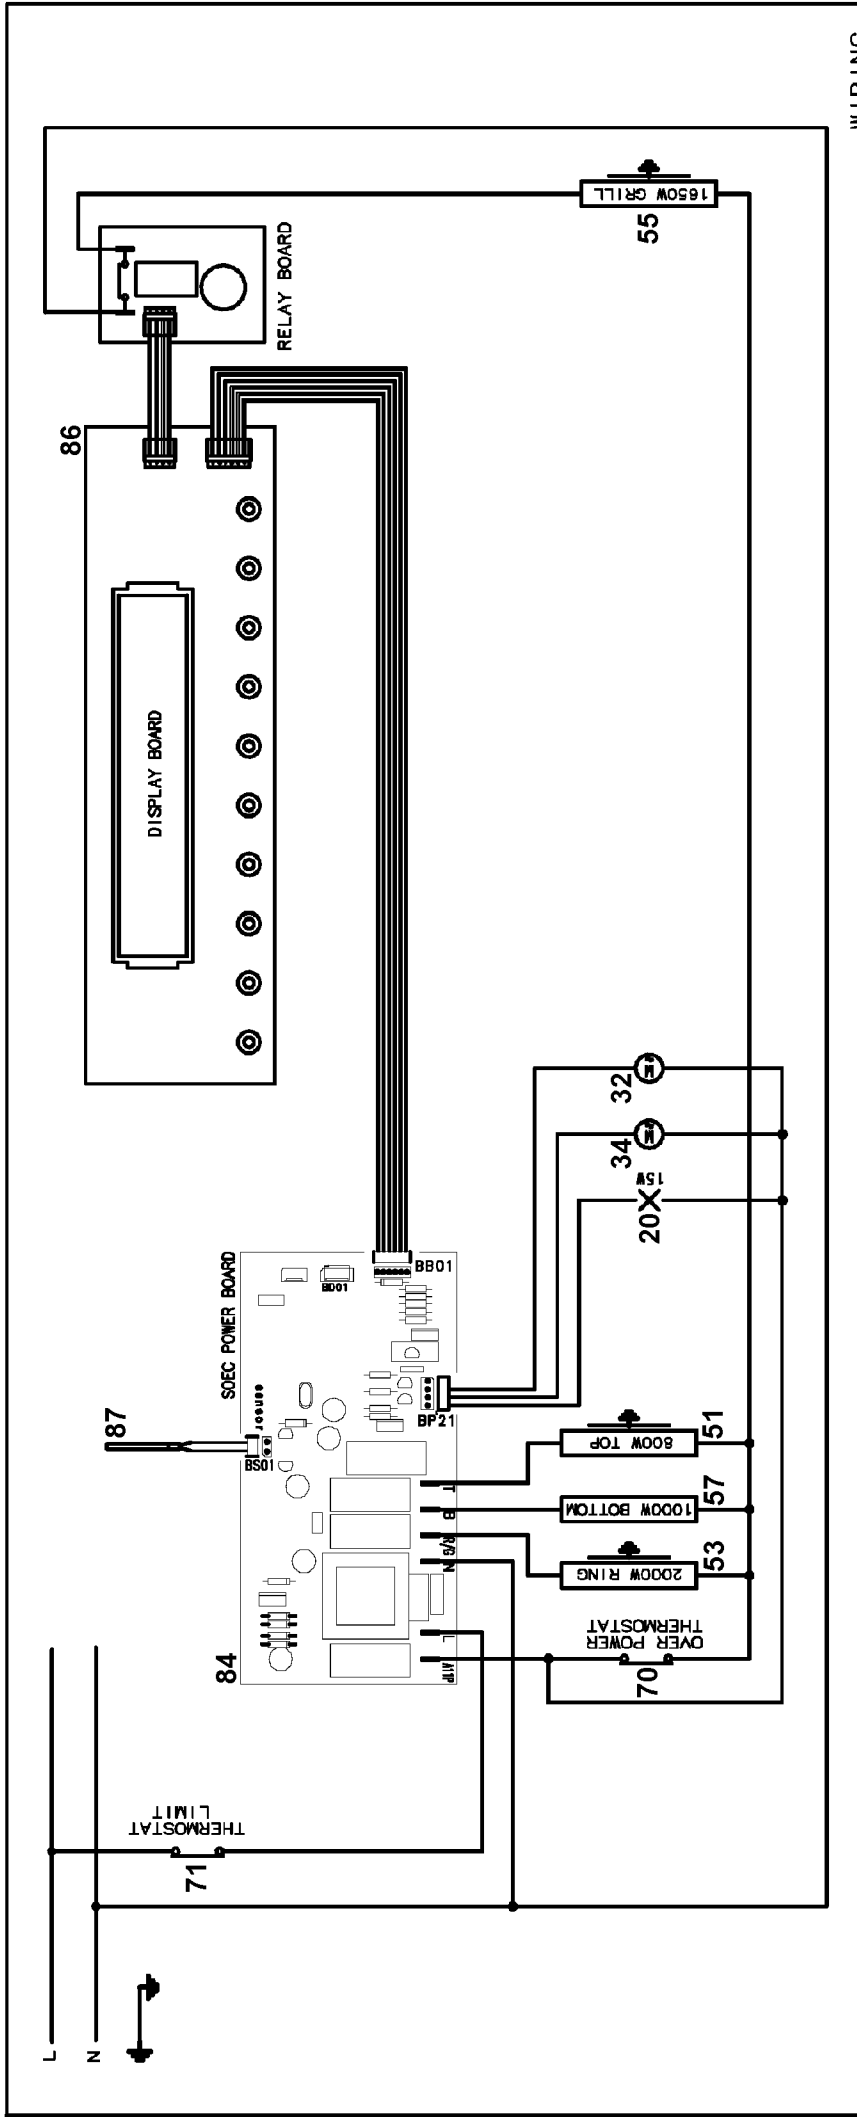 WIRING
RELAY BOARD
1650W GRILL
55
86
DISPLAY BOARD
32
34
15W
20
SOEC POWER BOARD
BD01
BB01
sensor
87
BS01
BP21
T
B
R/G
N
L
A11P
84
800W TOP
51
1000W BOTTOM
57
2000W RING
53
OVER POWER
THERMOSTAT
70
THERMOSTAT
LIMIT
71
L
N